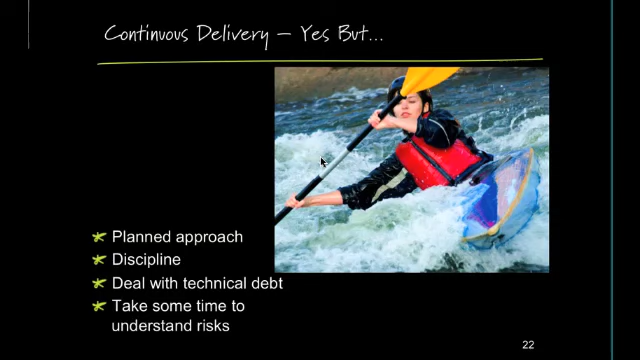 Continuous Delivery – Yes But...
Planned approach
Discipline
Deal with technical debt
Take some time to
understand risks
22